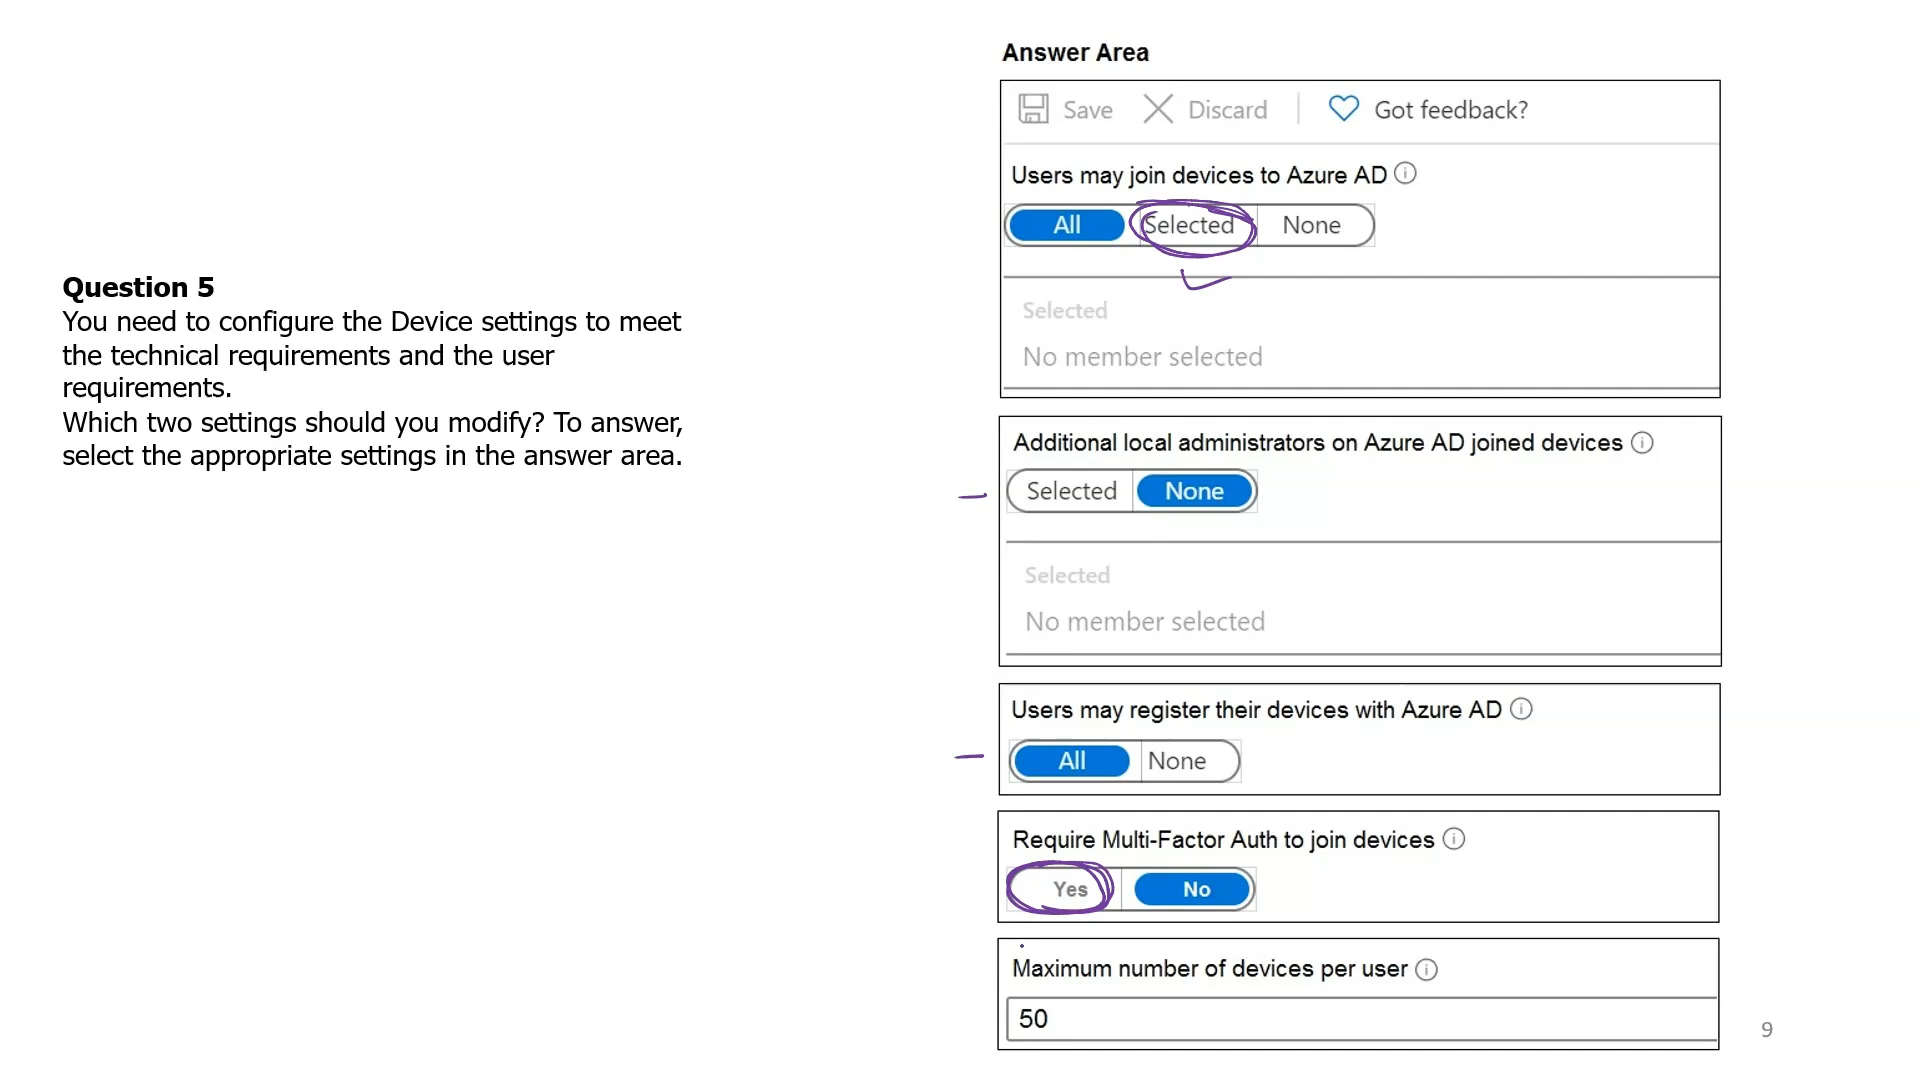 Question 5
You need to configure the Device settings to meet
the technical requirements and the user
requirements.
Which two settings should you modify? To answer,
select the appropriate settings in the answer area.
Answer Area
Save Discard Got feedback?
Users may join devices to Azure AD
All Selected None
Selected
No member selected
Additional local administrators on Azure AD joined devices
Selected None
Selected
No member selected
Users may register their devices with Azure AD
All None
Require Multi-Factor Auth to join devices
Yes No
Maximum number of devices per user
50
9